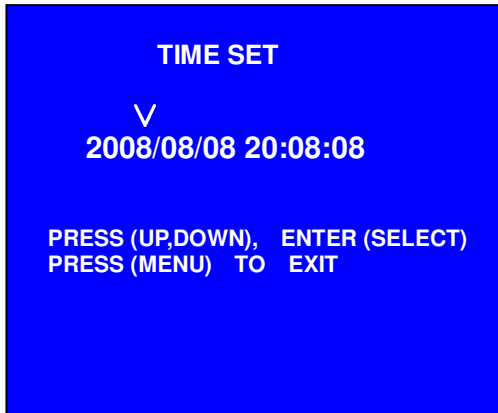 TIME SET
V
2008/08/08 20:08:08
PRESS (UP,DOWN), ENTER (SELECT)
PRESS (MENU) TO EXIT